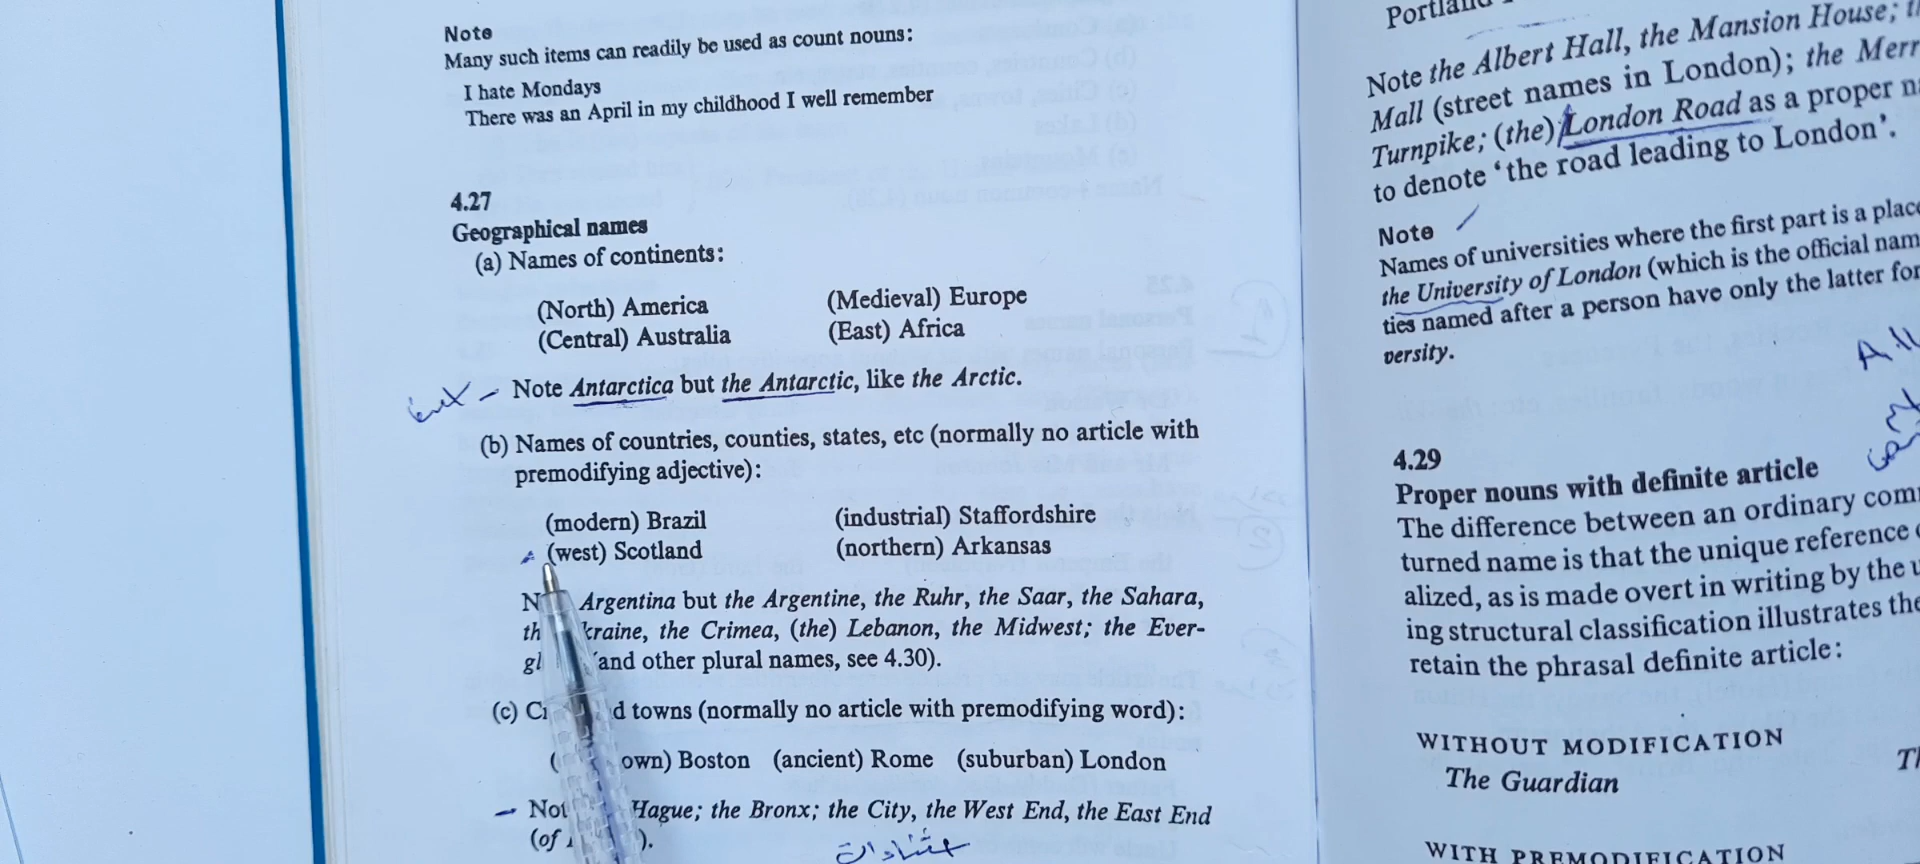 Note
Many such items can readily be used as count nouns:
I hate Mondays
There was an April in my childhood I well remember
4.27
Geographical names
(a) Names of continents:
(North) America (Medieval) Europe
(Central) Australia (East) Africa
Note Antarctica but the Antarctic, like the Arctic.
(b) Names of countries, counties, states, etc (normally no article with
premodifying adjective):
(modern) Brazil (industrial) Staffordshire
(west) Scotland (northern) Arkansas
Argentina but the Argentine, the Ruhr, the Saar, the Sahara,
kraine, the Crimea, (the) Lebanon, the Midwest; the Ever-
and other plural names, see 4.30).
(c) Ci d towns (normally no article with premodifying word):
own) Boston (ancient) Rome (suburban) London
Hague; the Bronx; the City, the West End, the East End
(of
Portland
Note the Albert Hall, the Mansion House;
Mall (street names in London); the Merr
Turnpike; (the) London Road as a proper n
to denote 'the road leading to London'.
Note
Names of universities where the first part is a place
the University of London (which is the official nam
ties named after a person have only the latter for
versity.
All
4.29
Proper nouns with definite article
The difference between an ordinary com
turned name is that the unique reference
alized, as is made overt in writing by the u
ing structural classification illustrates the
retain the phrasal definite article:
WITHOUT MODIFICATION
The Guardian Th
WITH PREMODIFICATION